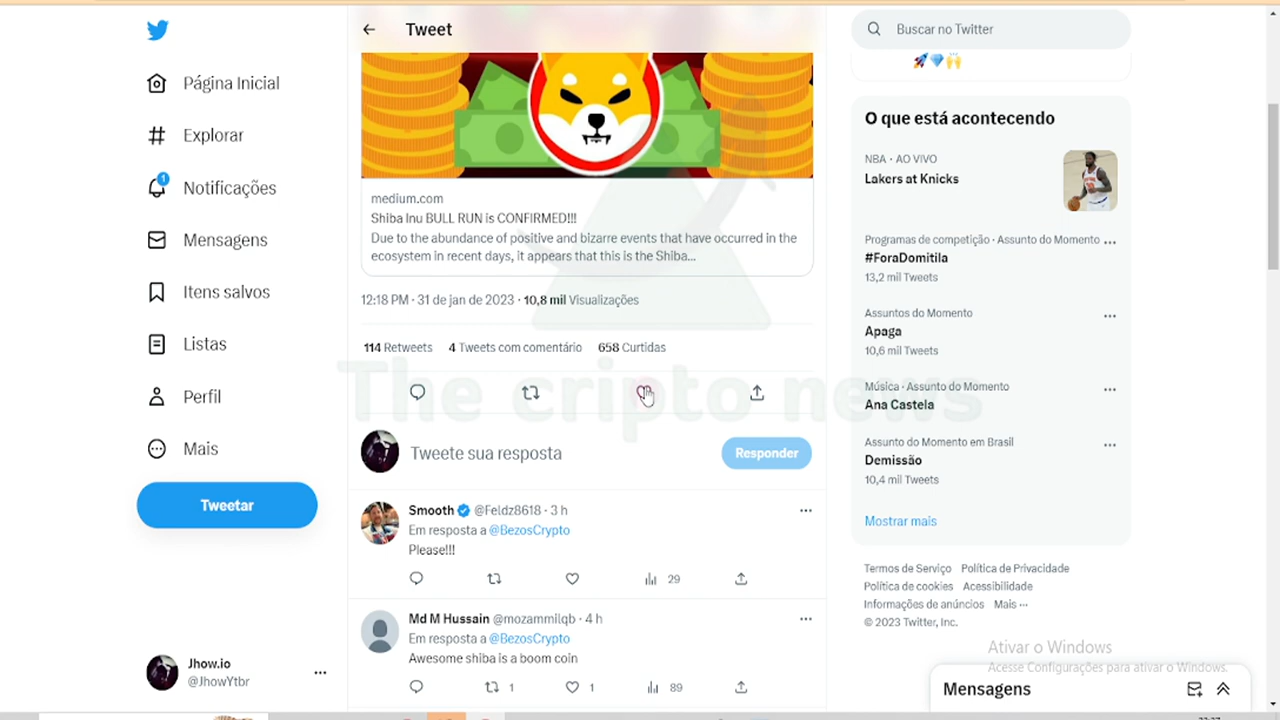 Página Inicial
Explorar
1
Notificações
Mensagens
Itens salvos
Listas
Perfil
Mais
Tweetar
Jhow.io
@JhowYtbr
Tweet
medium.com
Shiba Inu BULL RUN is CONFIRMED!!!
Due to the abundance of positive and bizarre events that have occurred in the
ecosystem in recent days, it appears that this is the Shiba...
12:18 PM · 31 de jan de 2023 · 10,8 mil Visualizações
114 Retweets 4 Tweets com comentário 658 Curtidas
The cripto news
Tweete sua resposta
Responder
Smooth @Feldz8618 · 3 h
Em resposta a @BezosCrypto
Please!!!
29
Md M Hussain @mozammilqb · 4 h
Em resposta a @BezosCrypto
Awesome shiba is a boom coin
1 1 89
Buscar no Twitter
O que está acontecendo
NBA · AO VIVO
Lakers at Knicks
Programas de competição · Assunto do Momento
#ForaDomitila
13,2 mil Tweets
Assuntos do Momento
Apaga
10,6 mil Tweets
Música · Assunto do Momento
Ana Castela
Assunto do Momento em Brasil
Demissão
10,4 mil Tweets
Mostrar mais
Termos de Serviço Política de Privacidade
Política de cookies Acessibilidade
Informações de anúncios Mais ···
© 2023 Twitter, Inc.
Ativar o Windows
Acesse Configurações para ativar o Windows.
Mensagens